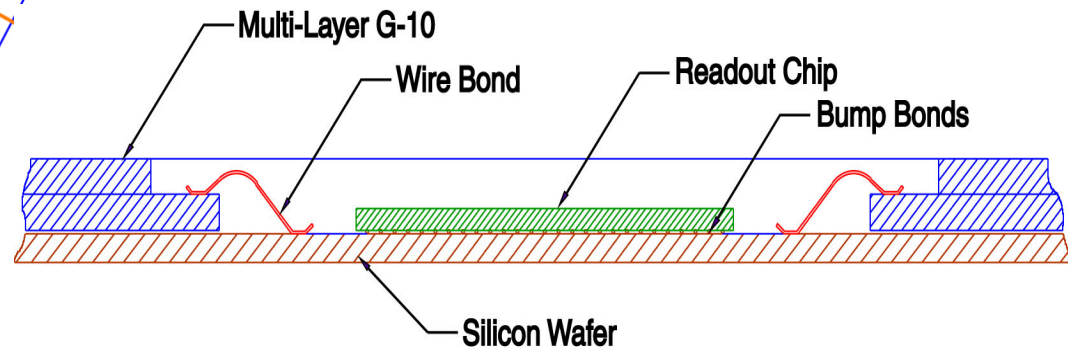 Multi-Layer G-10
Wire Bond
Readout Chip
Bump Bonds
Silicon Wafer